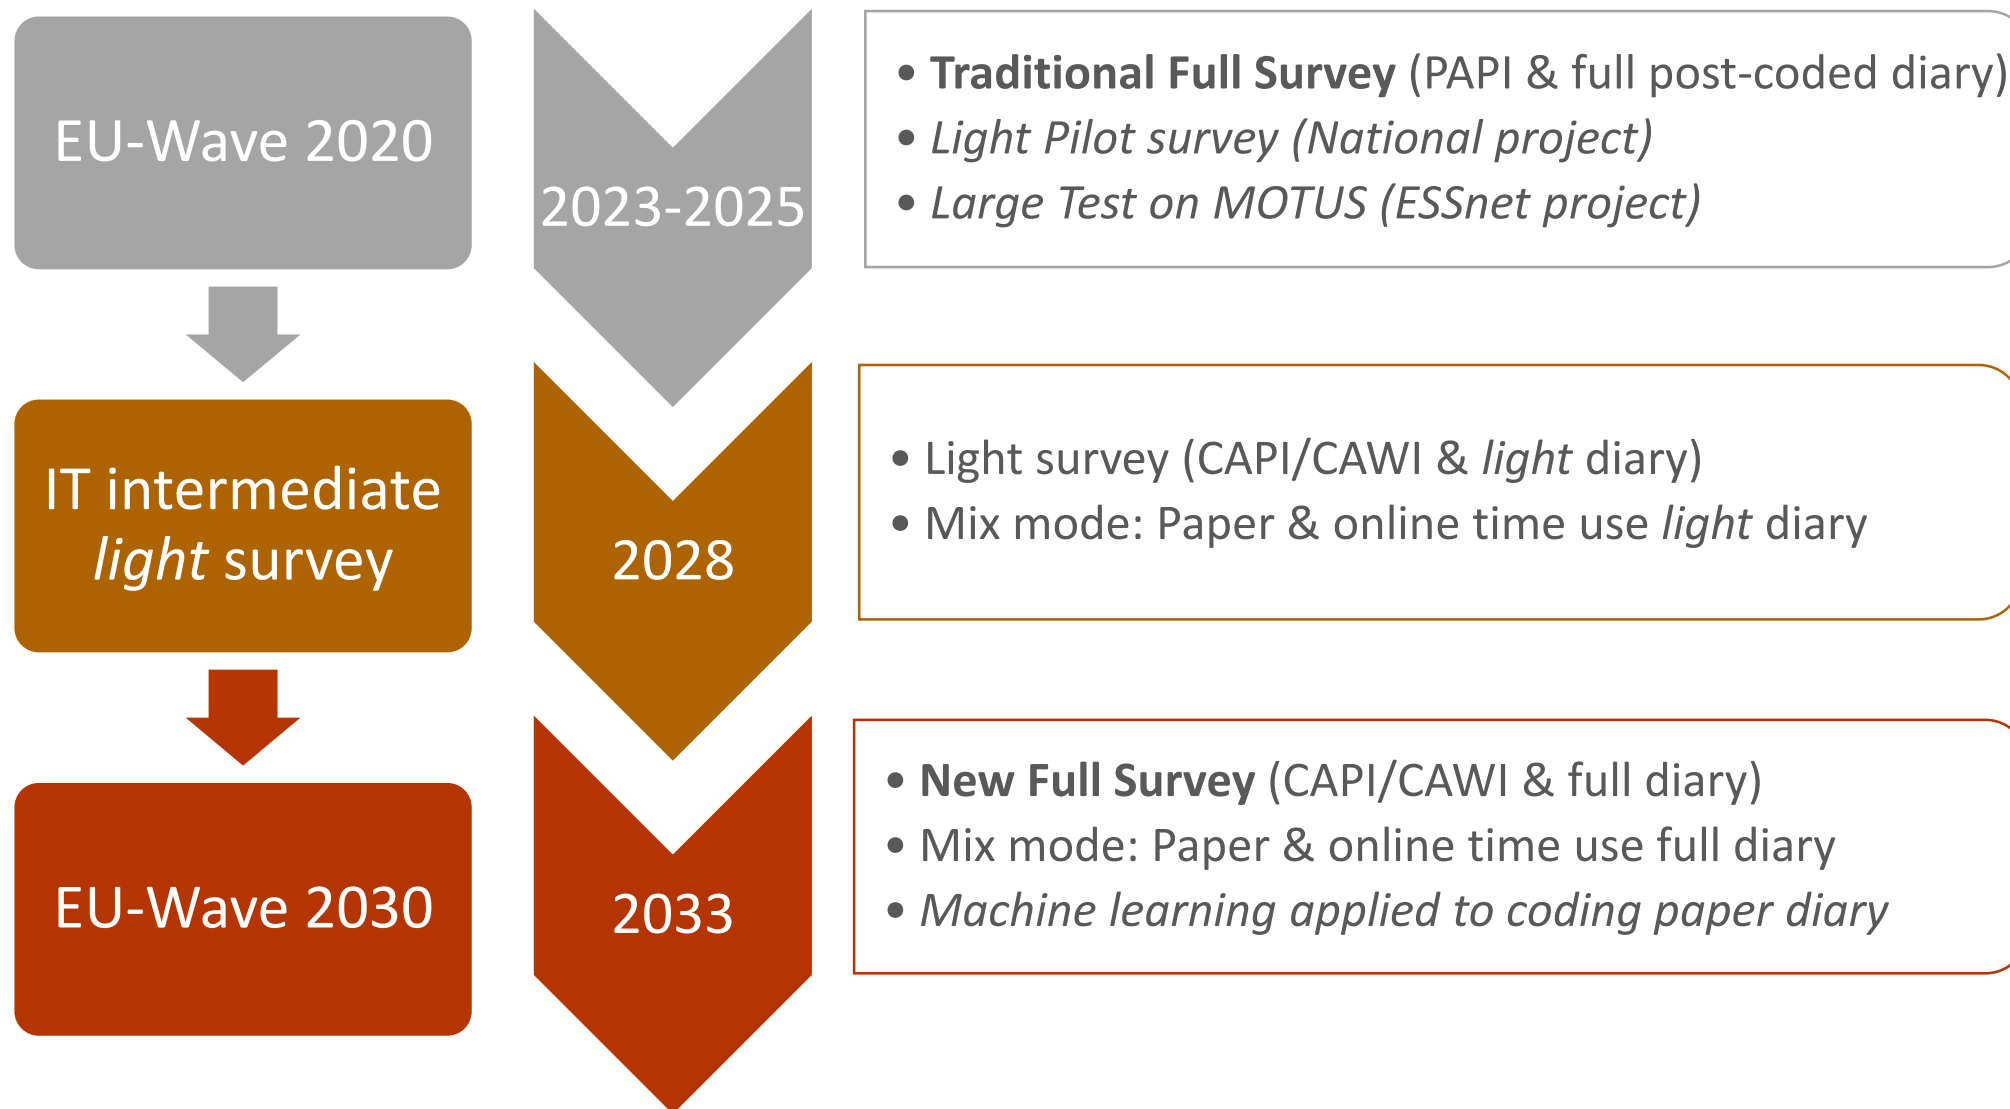 EU-Wave 2020
2023-2025
• Traditional Full Survey (PAPI & full post-coded diary)
• Light Pilot survey (National project)
• Large Test on MOTUS (ESSnet project)
IT intermediate
light survey
2028
• Light survey (CAPI/CAWI & light diary)
• Mix mode: Paper & online time use light diary
EU-Wave 2030
2033
• New Full Survey (CAPI/CAWI & full diary)
• Mix mode: Paper & online time use full diary
• Machine learning applied to coding paper diary